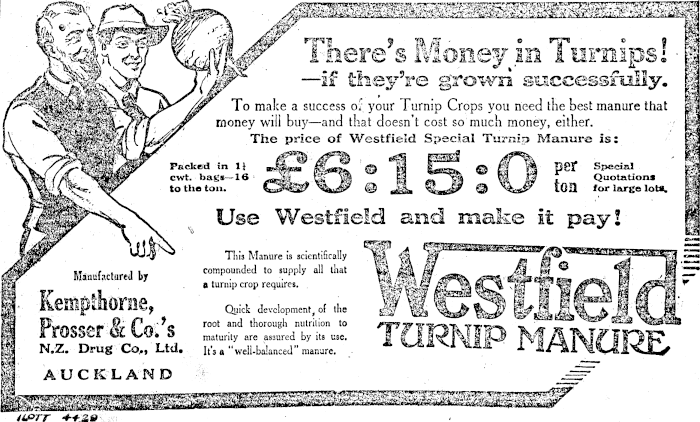 There's Money in Turnips!
—if they're grown successfully.
To make a success of your Turnip Crops you need the best manure that
money will buy—and that doesn't cost so much money, either.
The price of Westfield Special Turnip Manure is:
Packed in 1¼
cwt. bags—16
to the ton.
£6:15:0
per
ton
Special
Quotations
for large lots.
Use Westfield and make it pay!
Manufactured by
Kempthorne,
Prosser & Co.'s
N.Z. Drug Co., Ltd.
AUCKLAND
This Manure is scientifically
compounded to supply all that
a turnip crop requires.
Quick development, of the
root and thorough nutrition to
maturity are assured by its use.
It's a "well-balanced" manure.
Westfield
TURNIP MANURE